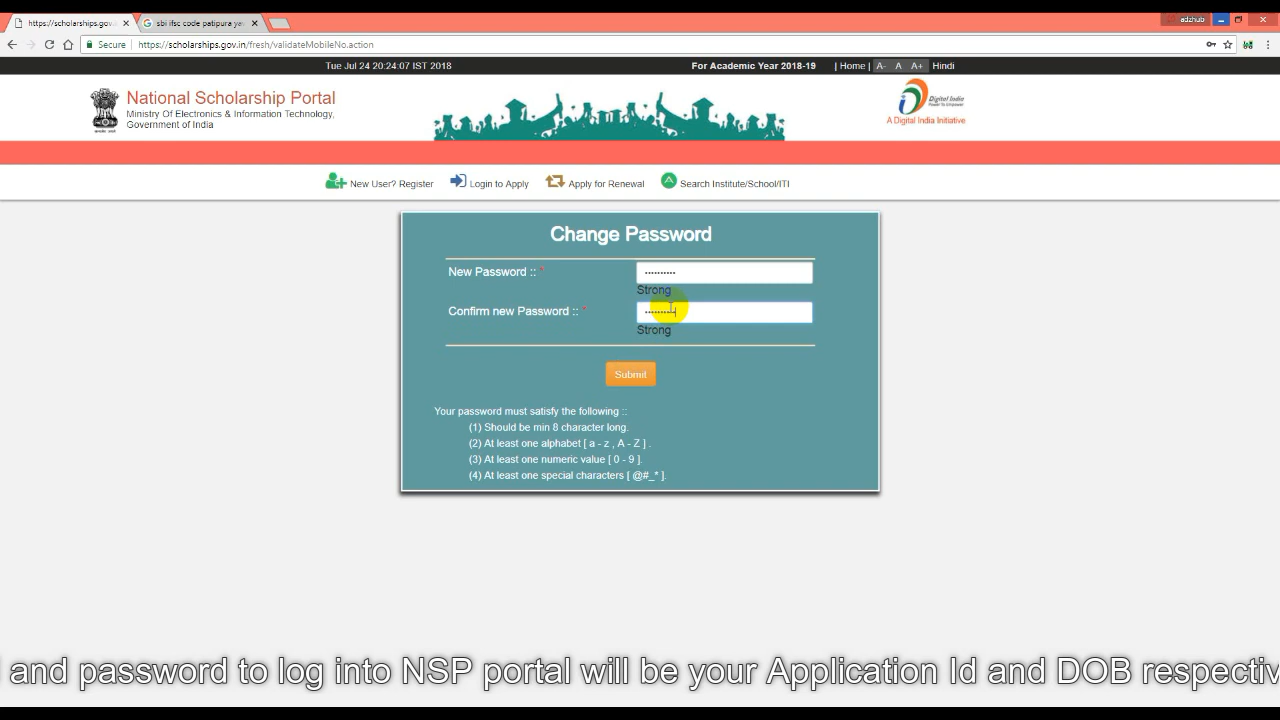 https://scholarships.gov.
sbi ifsc code patipura
adzhub
Secure
https://scholarships.gov.in/fresh/validateMobileNo.action
Tue Jul 24 20:24:07 IST 2018
For Academic Year 2018-19 | Home | A- A A+ Hindi
National Scholarship Portal
Ministry Of Electronics & Information Technology,
Government of India
Digital India
Power To Empower
A Digital India Initiative
New User? Register
Login to Apply
Apply for Renewal
Search Institute/School/ITI
Change Password
New Password :: *
Strong
Confirm new Password :: *
Strong
Submit
Your password must satisfy the following ::
(1) Should be min 8 character long.
(2) At least one alphabet [ a - z , A - Z ] .
(3) At least one numeric value [ 0 - 9 ].
(4) At least one special characters [ @#_* ].
and password to log into NSP portal will be your Application Id and DOB respectiv